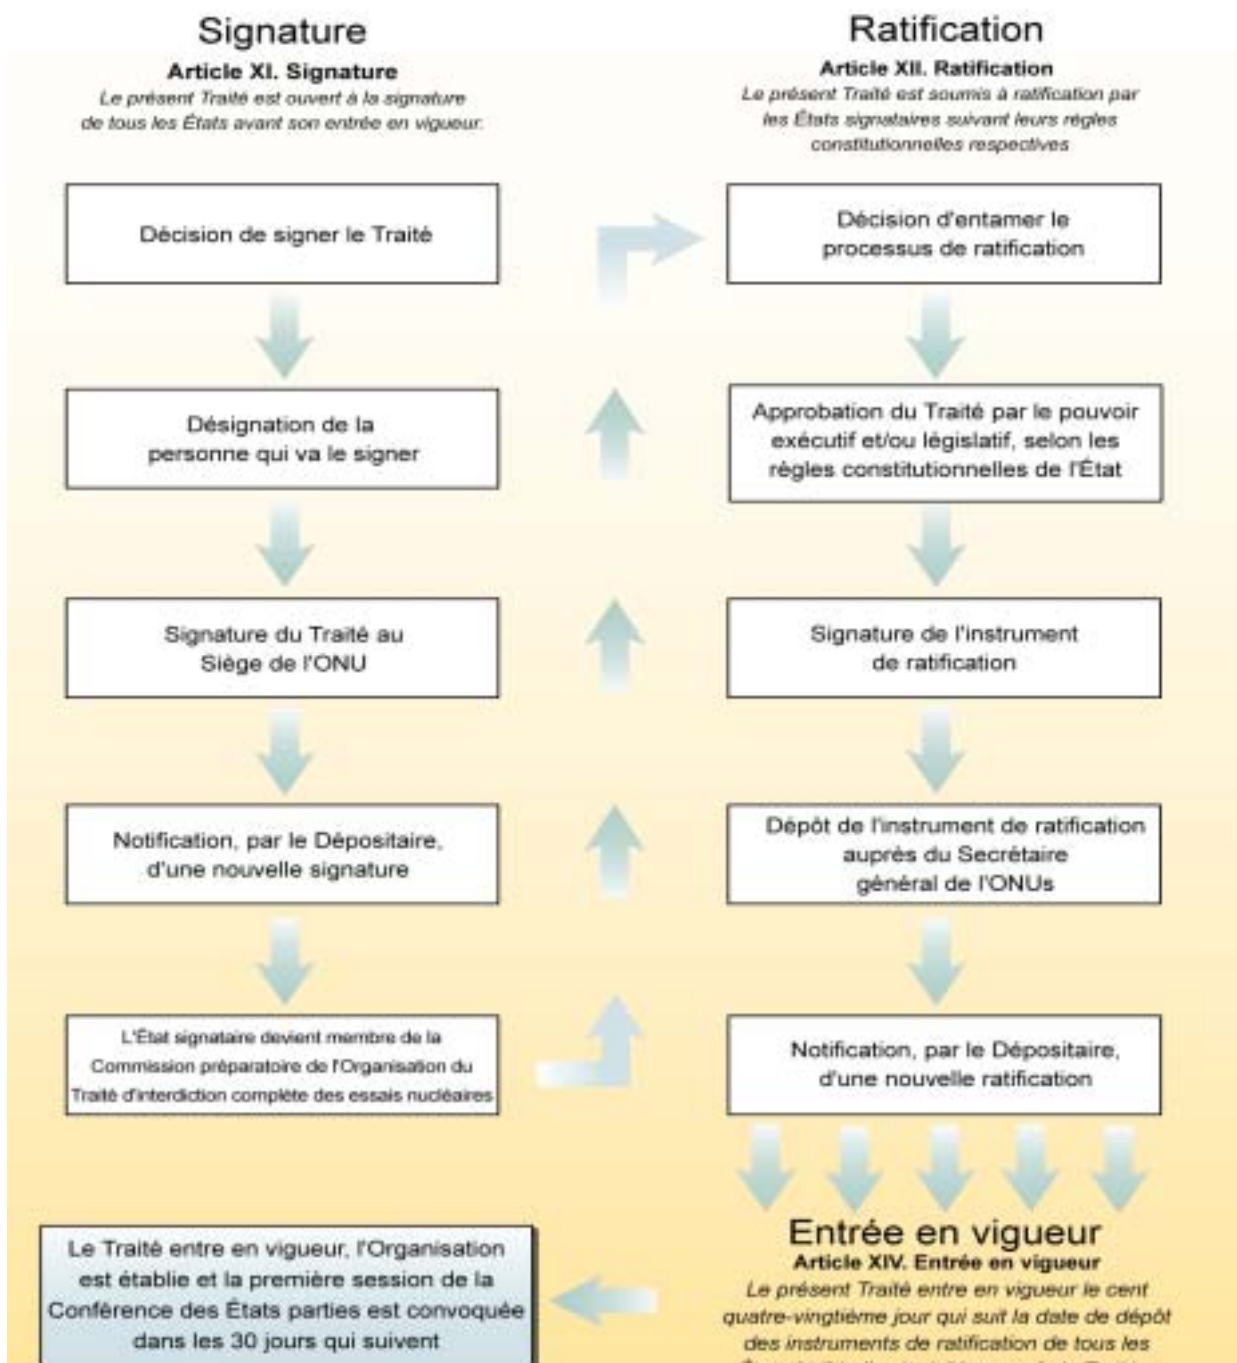 Signature
Article XI. Signature
Le présent Traité est ouvert à la signature
de tous les États avant son entrée en vigueur.
Décision de signer le Traité
Désignation de la
personne qui va le signer
Signature du Traité au
Siège de l'ONU
Notification, par le Dépositaire,
d'une nouvelle signature
L'État signataire devient membre de la
Commission préparatoire de l'Organisation du
Traité d'interdiction complète des essais nucléaires
Ratification
Article XII. Ratification
Le présent Traité est soumis à ratification par
les États signataires suivant leurs règles
constitutionnelles respectives
Décision d'entamer le
processus de ratification
Approbation du Traité par le pouvoir
exécutif et/ou législatif, selon les
règles constitutionnelles de l'État
Signature de l'instrument
de ratification
Dépôt de l'instrument de ratification
auprès du Secrétaire
général de l'ONUs
Notification, par le Dépositaire,
d'une nouvelle ratification
Entrée en vigueur
Article XIV. Entrée en vigueur
Le présent Traité entre en vigueur le cent
quatre-vingtième jour qui suit la date de dépôt
des instruments de ratification de tous les
Le Traité entre en vigueur, l'Organisation
est établie et la première session de la
Conférence des États parties est convoquée
dans les 30 jours qui suivent